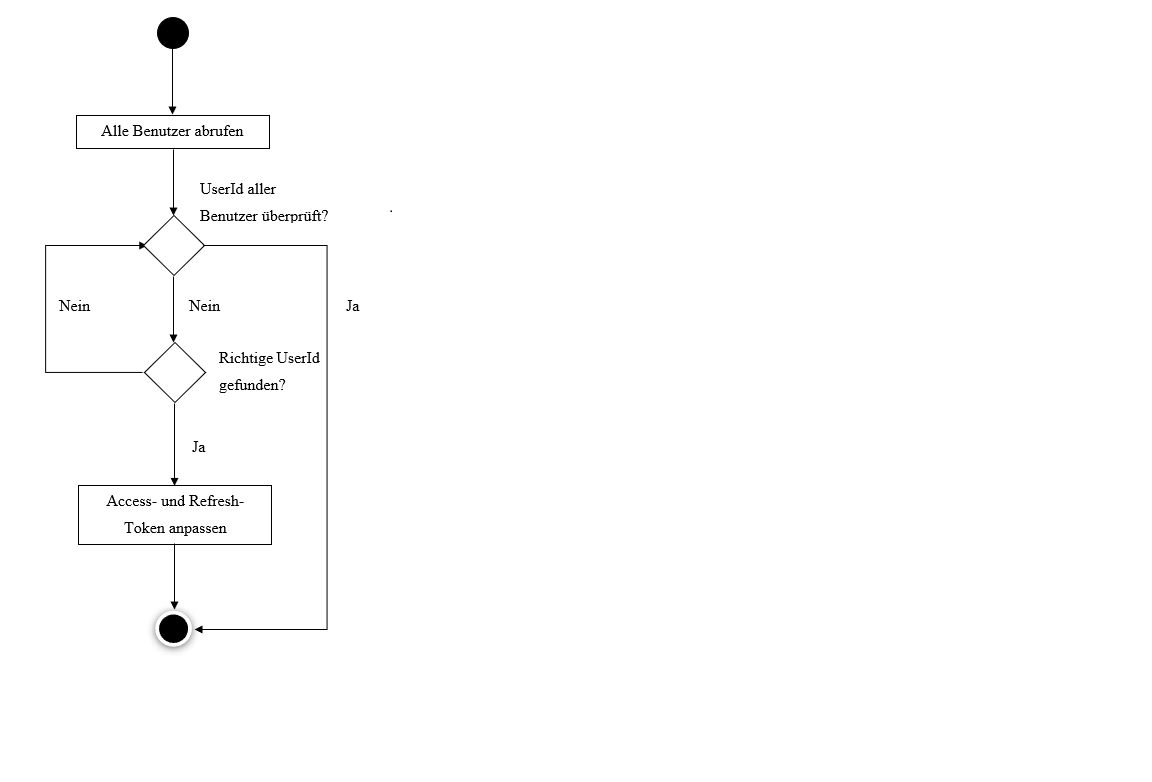 Alle Benutzer abrufen
UserId aller
Benutzer überprüft?
Nein
Nein
Ja
Richtige UserId
gefunden?
Ja
Access- und Refresh-
Token anpassen